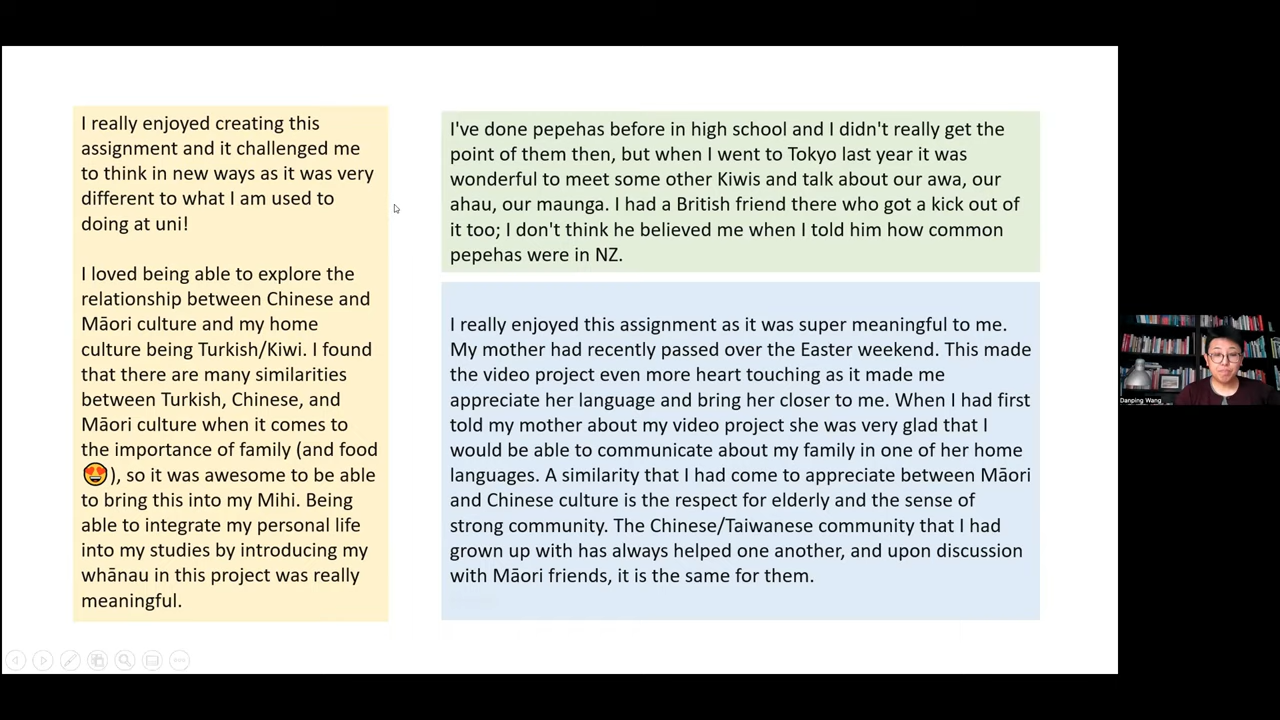 I really enjoyed creating this
assignment and it challenged me
to think in new ways as it was very
different to what I am used to
doing at uni!
I loved being able to explore the
relationship between Chinese and
Māori culture and my home
culture being Turkish/Kiwi. I found
that there are many similarities
between Turkish, Chinese, and
Māori culture when it comes to
the importance of family (and food
😍), so it was awesome to be able
to bring this into my Mihi. Being
able to integrate my personal life
into my studies by introducing my
whānau in this project was really
meaningful.
I've done pepehas before in high school and I didn't really get the
point of them then, but when I went to Tokyo last year it was
wonderful to meet some other Kiwis and talk about our awa, our
ahau, our maunga. I had a British friend there who got a kick out of
it too; I don't think he believed me when I told him how common
pepehas were in NZ.
I really enjoyed this assignment as it was super meaningful to me.
My mother had recently passed over the Easter weekend. This made
the video project even more heart touching as it made me
appreciate her language and bring her closer to me. When I had first
told my mother about my video project she was very glad that I
would be able to communicate about my family in one of her home
languages. A similarity that I had come to appreciate between Māori
and Chinese culture is the respect for elderly and the sense of
strong community. The Chinese/Taiwanese community that I had
grown up with has always helped one another, and upon discussion
with Māori friends, it is the same for them.
Danping Wang